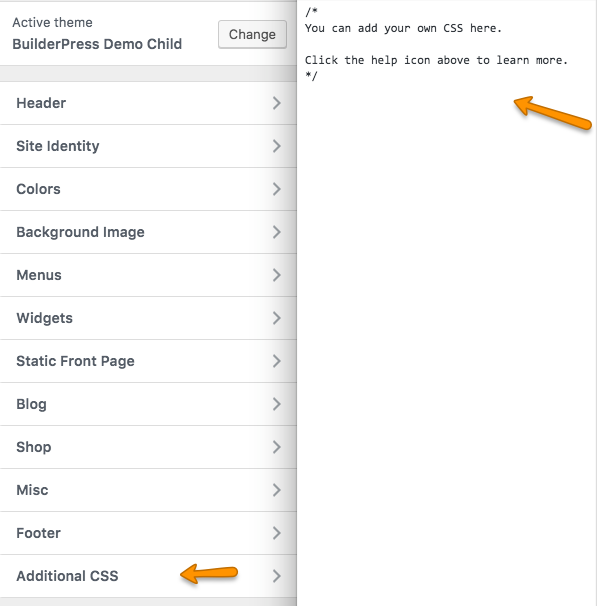 Active theme
BuilderPress Demo Child
Change
Header
Site Identity
Colors
Background Image
Menus
Widgets
Static Front Page
Blog
Shop
Misc
Footer
Additional CSS
/*
You can add your own CSS here.
Click the help icon above to learn more.
*/